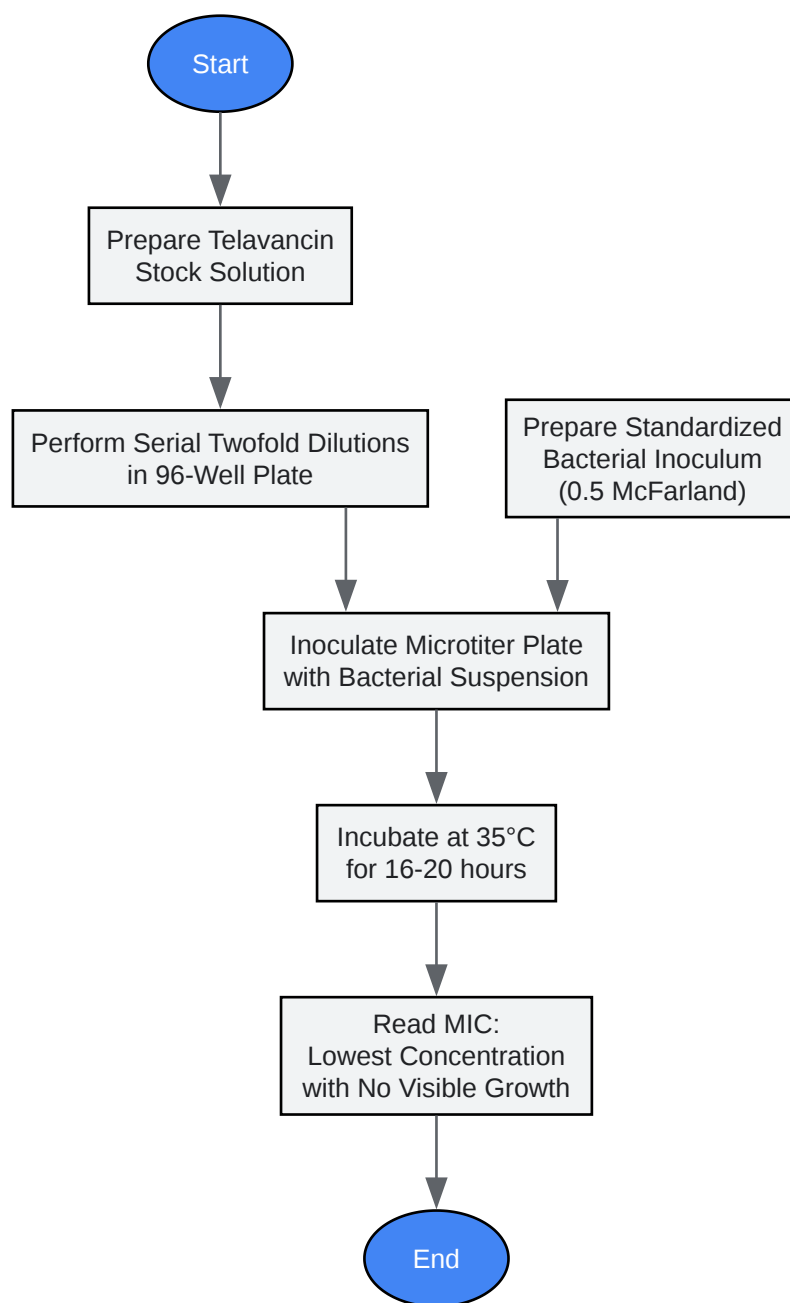 Start
Prepare Telavancin
Stock Solution
Perform Serial Twofold Dilutions
in 96-Well Plate
Prepare Standardized
Bacterial Inoculum
(0.5 McFarland)
Inoculate Microtiter Plate
with Bacterial Suspension
Incubate at 35°C
for 16-20 hours
Read MIC:
Lowest Concentration
with No Visible Growth
End